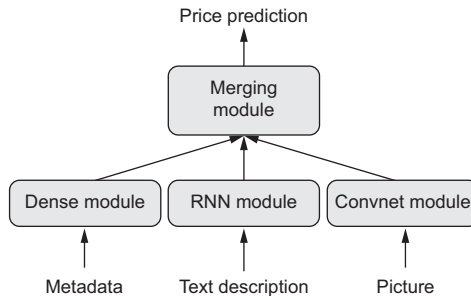 Price prediction
Merging
module
Dense module
RNN module
Convnet module
Metadata
Text description
Picture